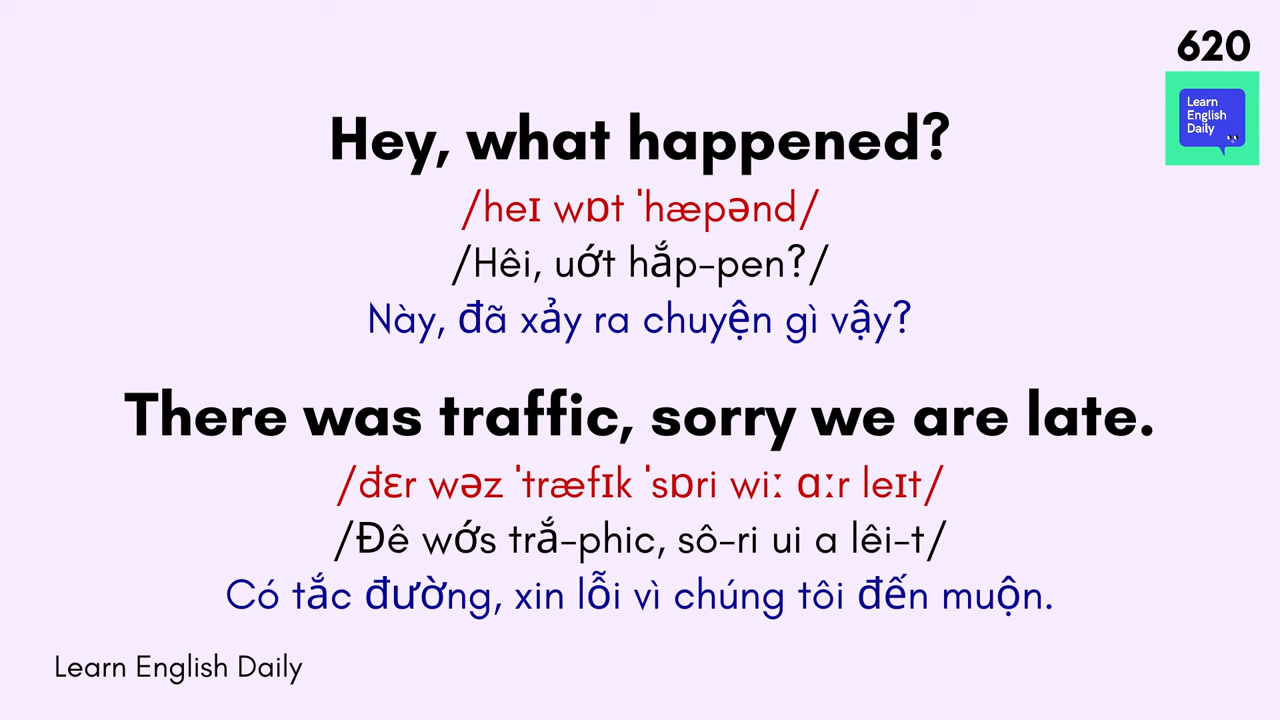 620
Learn
English
Daily
Hey, what happened?
/heɪ wɒt ˈhæpənd/
/Hêi, uớt hắp-pen?/
Này, đã xảy ra chuyện gì vậy?
There was traffic, sorry we are late.
/đɛr wəz ˈtræfɪk ˈsɒri wiː ɑːr leɪt/
/Đê wớs trắ-phic, sô-ri ui a lêi-t/
Có tắc đường, xin lỗi vì chúng tôi đến muộn.
Learn English Daily